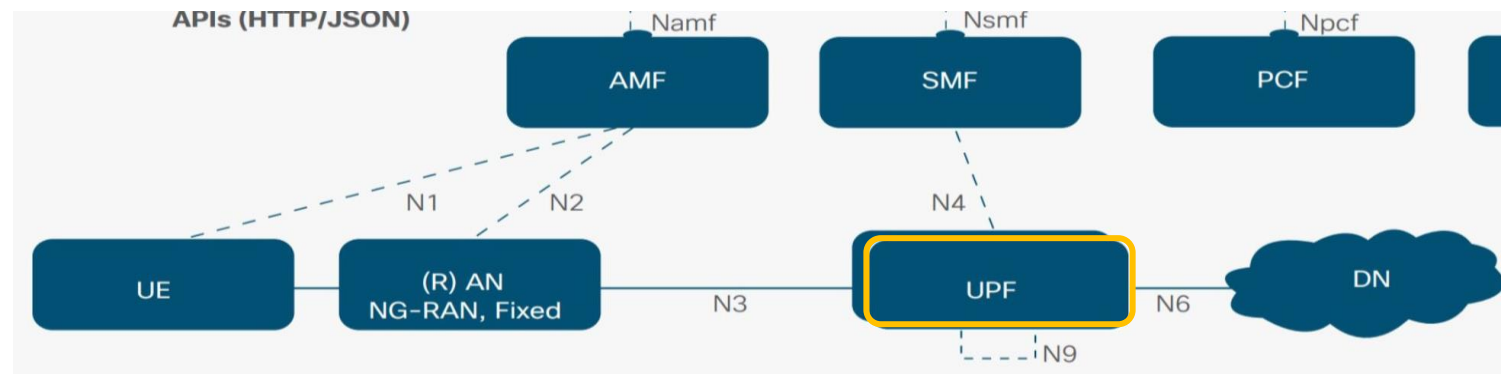 APIs (HTTP/JSON)
Namf
Nsmf
Npcf
AMF
SMF
PCF
N1
N2
N4
UE
(R) AN
NG-RAN, Fixed
N3
UPF
N6
DN
N9